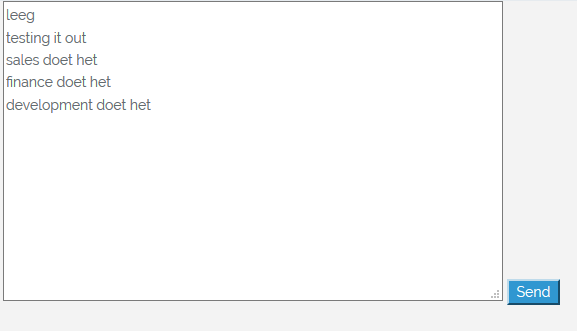 leeg
testing it out
sales doet het
finance doet het
development doet het
Send